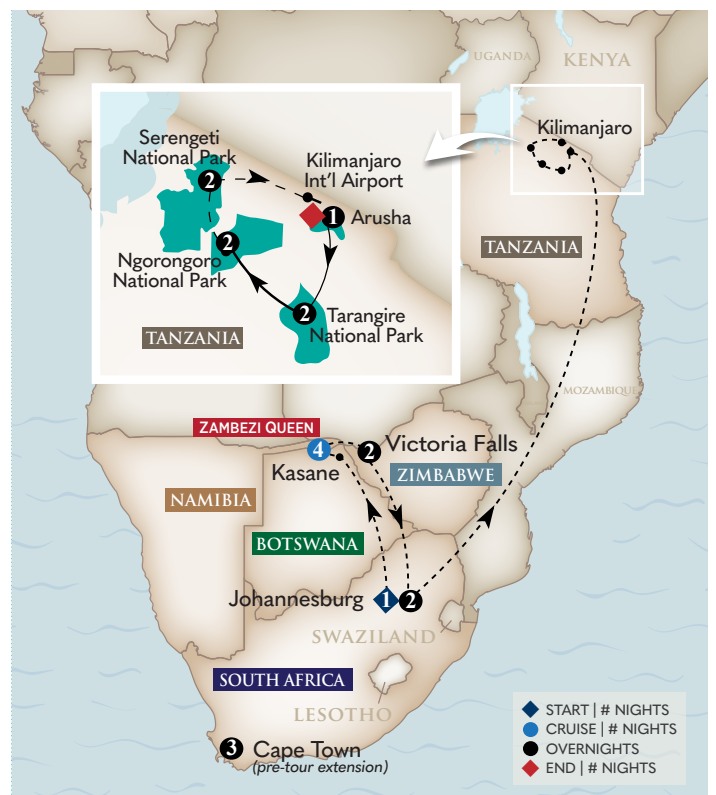 UGANDA
KENYA
Kilimanjaro
Serengeti
National Park
2
Kilimanjaro
Int'l Airport
1
Arusha
2
Ngorongoro
National Park
2
Tarangire
National Park
TANZANIA
TANZANIA
MOZAMBIQUE
ZAMBEZI QUEEN
4
Kasane
2
Victoria Falls
ZIMBABWE
NAMIBIA
BOTSWANA
Johannesburg
1
2
SWAZILAND
SOUTH AFRICA
LESOTHO
3
Cape Town
(pre-tour extension)
START | # NIGHTS
CRUISE | # NIGHTS
OVERNIGHTS
END | # NIGHTS